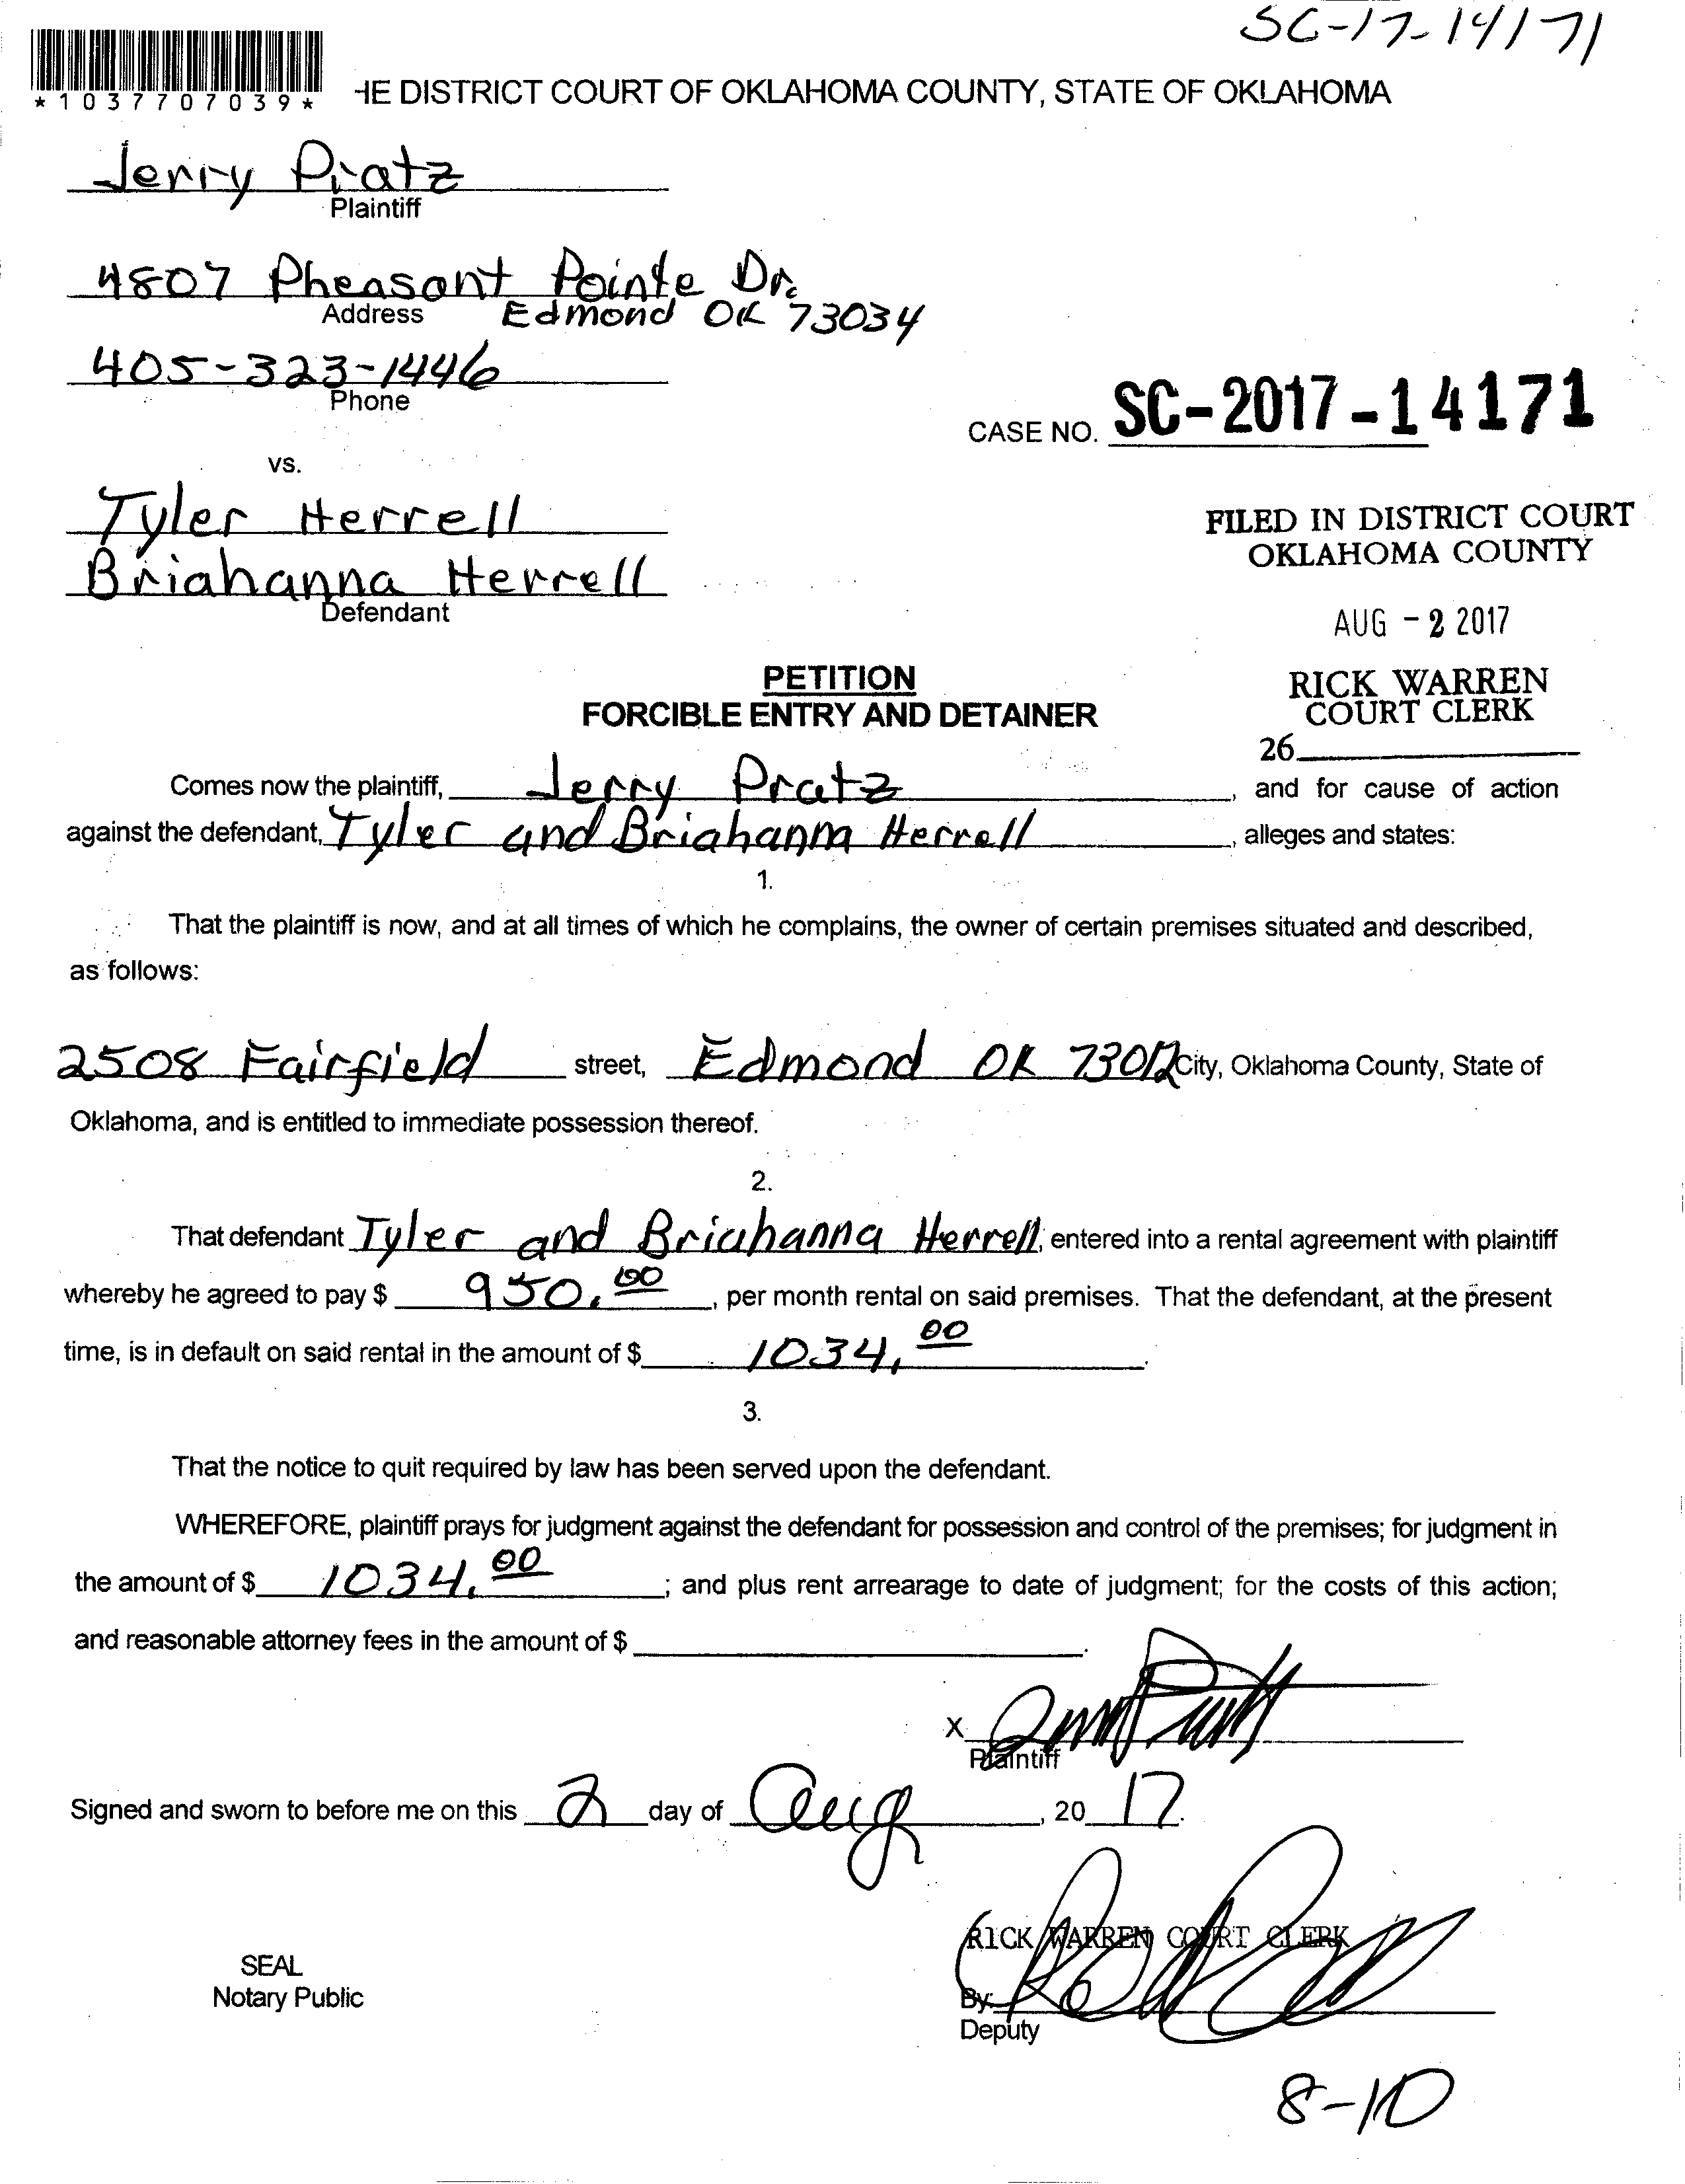 SC-17-14171
*1037707039*
HE DISTRICT COURT OF OKLAHOMA COUNTY, STATE OF OKLAHOMA
Jerry Pratz
Plaintiff
4807 Pheasant Pointe Dr.
Address Edmond OK 73034
405-323-1446
Phone
CASE NO. SC-2017-14171
vs.
Tyler Herrell
Briahanna Herrell
Defendant
FILED IN DISTRICT COURT
OKLAHOMA COUNTY
AUG - 2 2017
RICK WARREN
COURT CLERK
26
PETITION
FORCIBLE ENTRY AND DETAINER
Comes now the plaintiff, Jerry Pratz, and for cause of action
against the defendant, Tyler and Briahanna Herrell, alleges and states:
1.
That the plaintiff is now, and at all times of which he complains, the owner of certain premises situated and described,
as follows:
2508 Fairfield street, Edmond OK 73012 City, Oklahoma County, State of
Oklahoma, and is entitled to immediate possession thereof.
2.
That defendant Tyler and Briahanna Herrell, entered into a rental agreement with plaintiff
whereby he agreed to pay $ 950.00, per month rental on said premises. That the defendant, at the present
time, is in default on said rental in the amount of $ 1034.00.
3.
That the notice to quit required by law has been served upon the defendant.
WHEREFORE, plaintiff prays for judgment against the defendant for possession and control of the premises; for judgment in
the amount of $ 1034.00; and plus rent arrearage to date of judgment; for the costs of this action;
and reasonable attorney fees in the amount of $ .
X
Plaintiff
Signed and sworn to before me on this 2 day of Aug, 20 17.
RICK WARREN COURT CLERK
SEAL
Notary Public
By:
Deputy
8-10